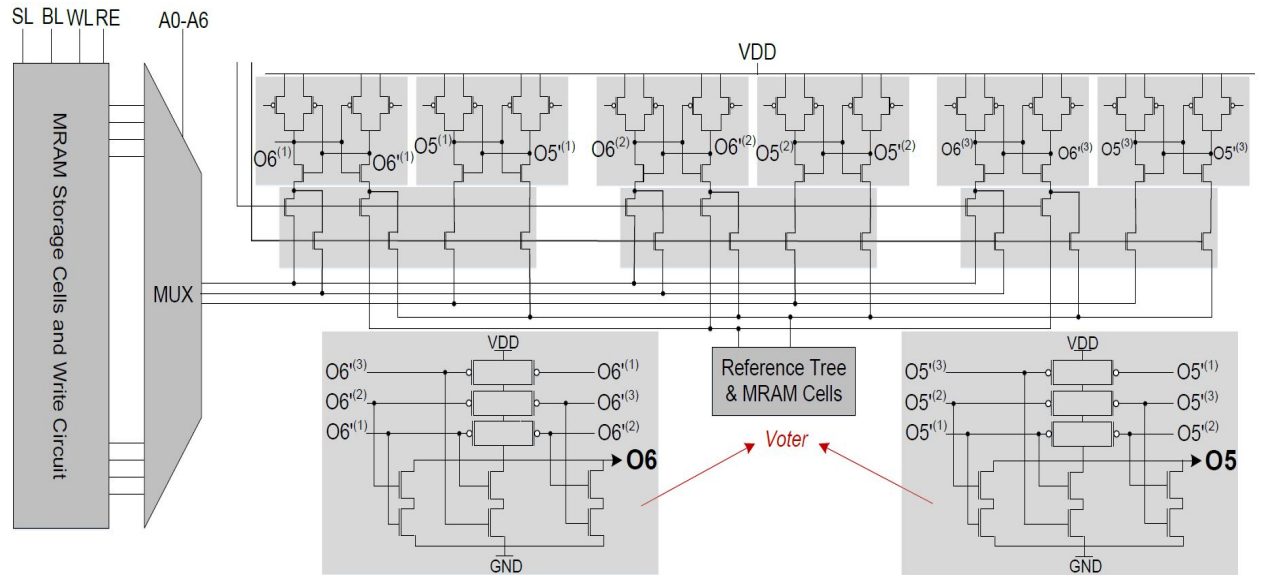 SL BL WL RE A0-A6
VDD
O6(1) O6'(1) O5(1) O5'(1) O6(2) O6'(2) O5(2) O5'(2) O6(3) O6'(3) O5(3) O5'(3)
MRAM Storage Cells and Write Circuit
MUX
VDD
O6'(3) O6'(1)
O6'(2) O6'(3)
O6'(1) O6'(2)
O6
GND
Reference Tree
& MRAM Cells
Voter
VDD
O5'(3) O5'(1)
O5'(2) O5'(3)
O5'(1) O5'(2)
O5
GND